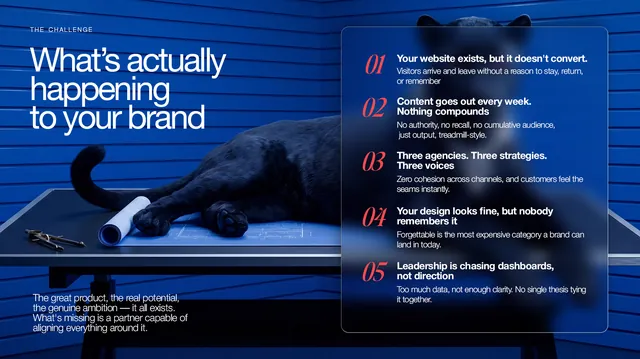 THE CHALLENGE
What's actually
happening
to your brand
The great product, the real potential,
the genuine ambition — it all exists.
What's missing is a partner capable of
aligning everything around it.
01
Your website exists, but it doesn't convert.
Visitors arrive and leave without a reason to stay, return,
or remember
02
Content goes out every week.
Nothing compounds
No authority, no recall, no cumulative audience,
just output, treadmill-style.
03
Three agencies. Three strategies.
Three voices
Zero cohesion across channels, and customers feel the
seams instantly.
04
Your design looks fine, but nobody
remembers it
Forgettable is the most expensive category a brand can
land in today.
05
Leadership is chasing dashboards,
not direction
Too much data, not enough clarity. No single thesis tying
it together.